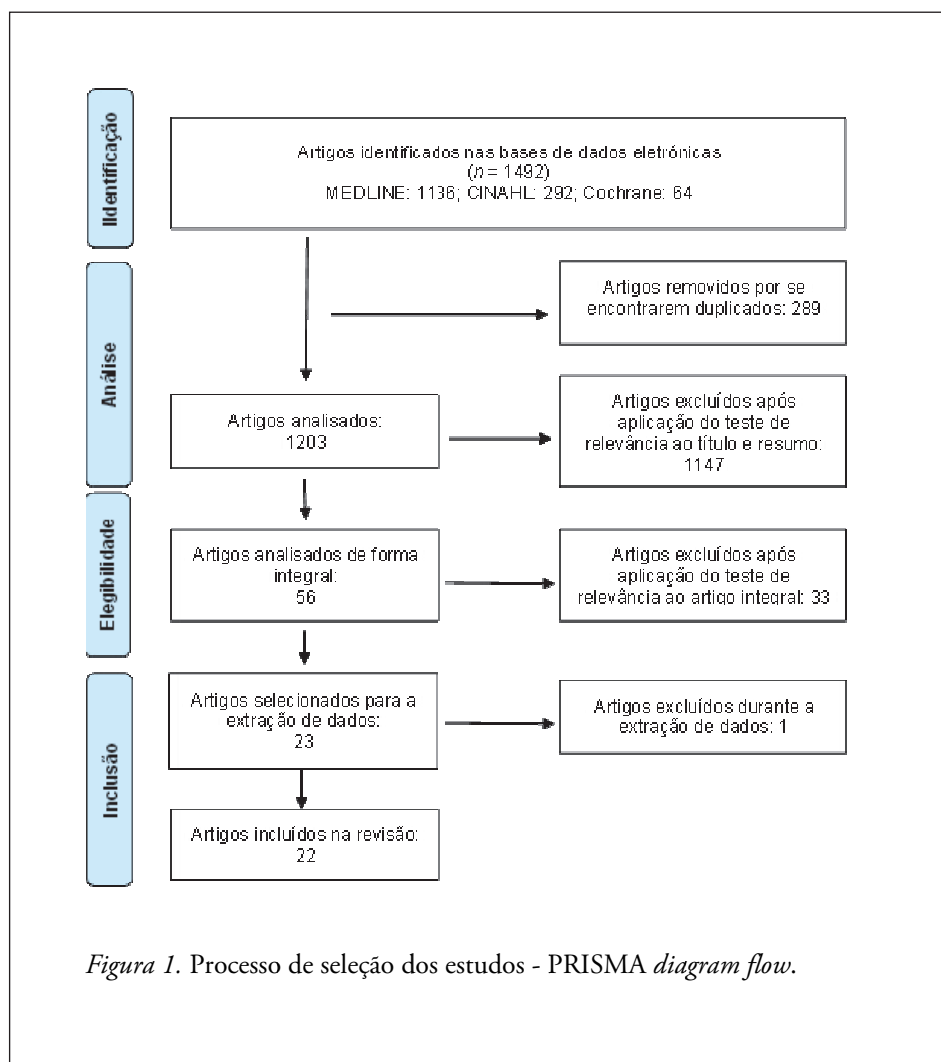 IIdentificação
Artigos identificados nas bases de dados eletrónicas
(n = 1492)
MEDLINE: 1136; CINAHL: 292; Cochrane: 64
Análise
Artigos removidos por se
encontrarem duplicados: 289
Artigos analisados:
1203
Artigos excluídos após
aplicação do teste de
relevância ao título e resumo:
1147
Elegibilidade
Artigos analisados de forma
integral:
56
Artigos excluídos após
aplicação do teste de
relevância ao artigo integral: 33
Inclusão
Artigos selecionados para a
extração de dados:
23
Artigos excluídos durante a
extração de dados: 1
Artigos incluídos na revisão:
22
Figura 1. Processo de seleção dos estudos - PRISMA diagram flow.